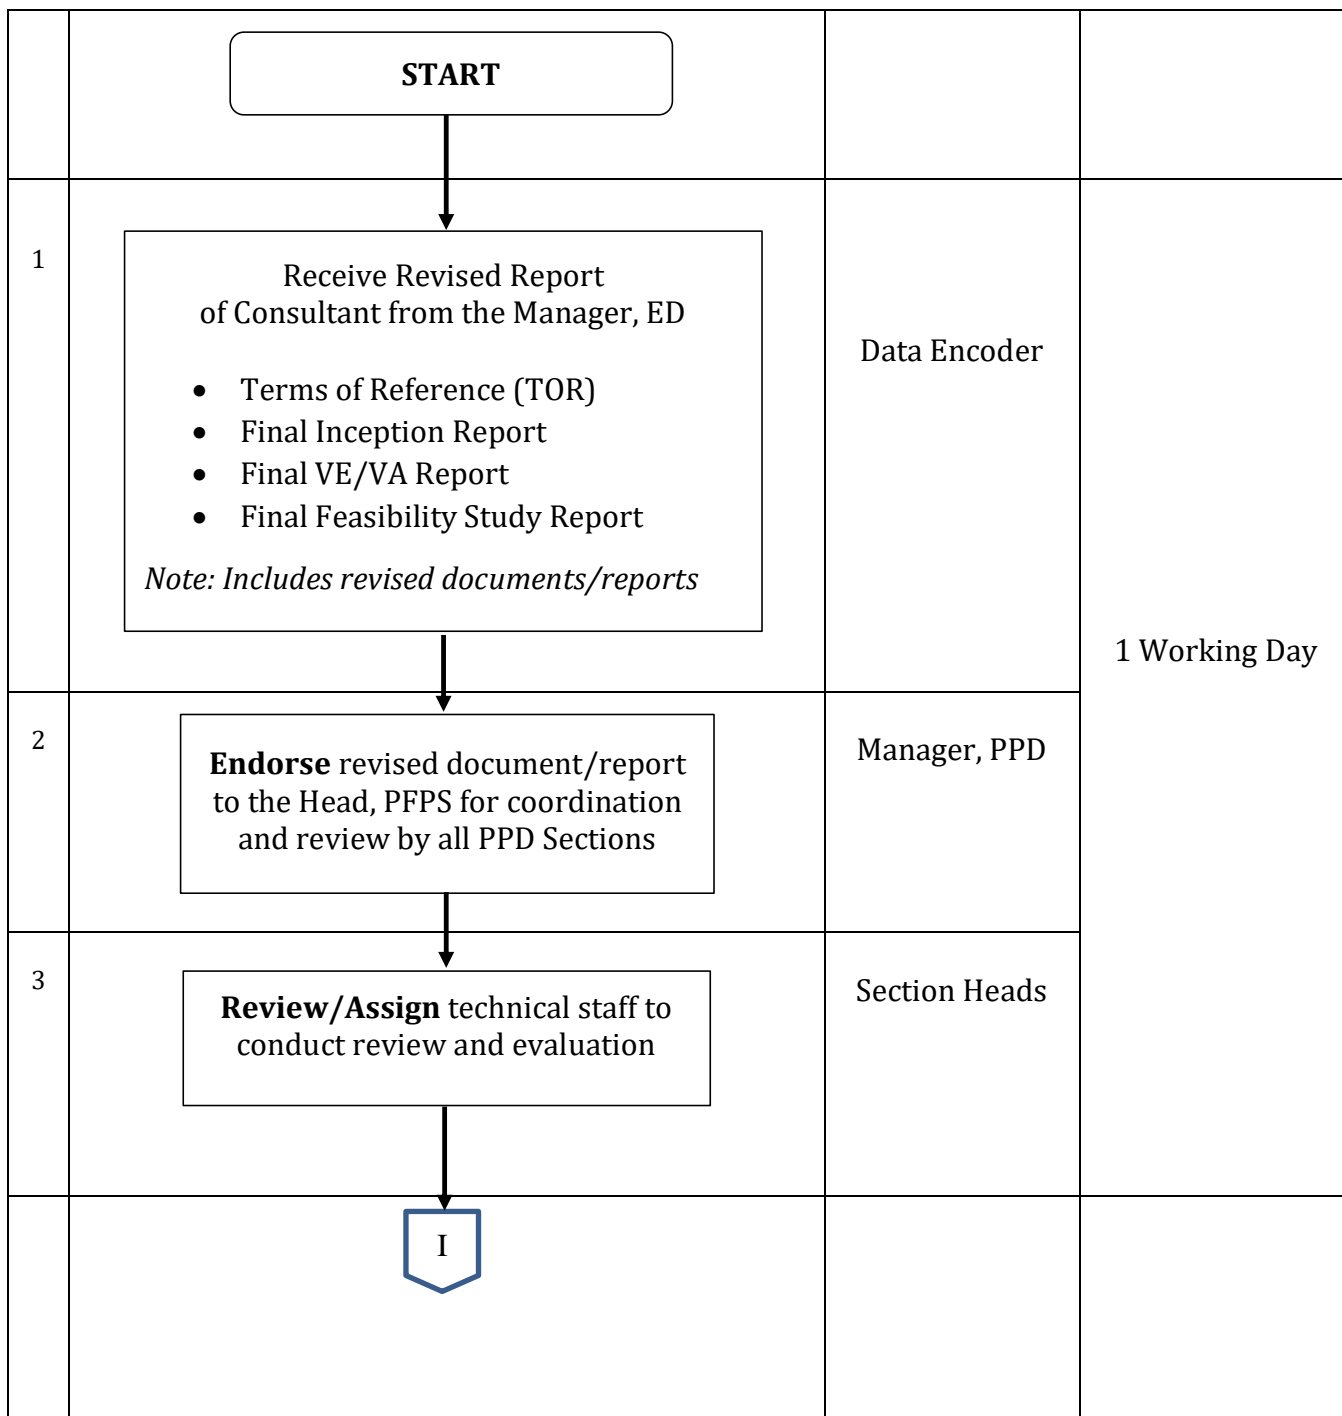 START
1
Receive Revised Report
of Consultant from the Manager, ED
• Terms of Reference (TOR)
• Final Inception Report
• Final VE/VA Report
• Final Feasibility Study Report
Note: Includes revised documents/reports
Data Encoder
1 Working Day
2
Endorse revised document/report
to the Head, PFPS for coordination
and review by all PPD Sections
Manager, PPD
3
Review/Assign technical staff to
conduct review and evaluation
Section Heads
I